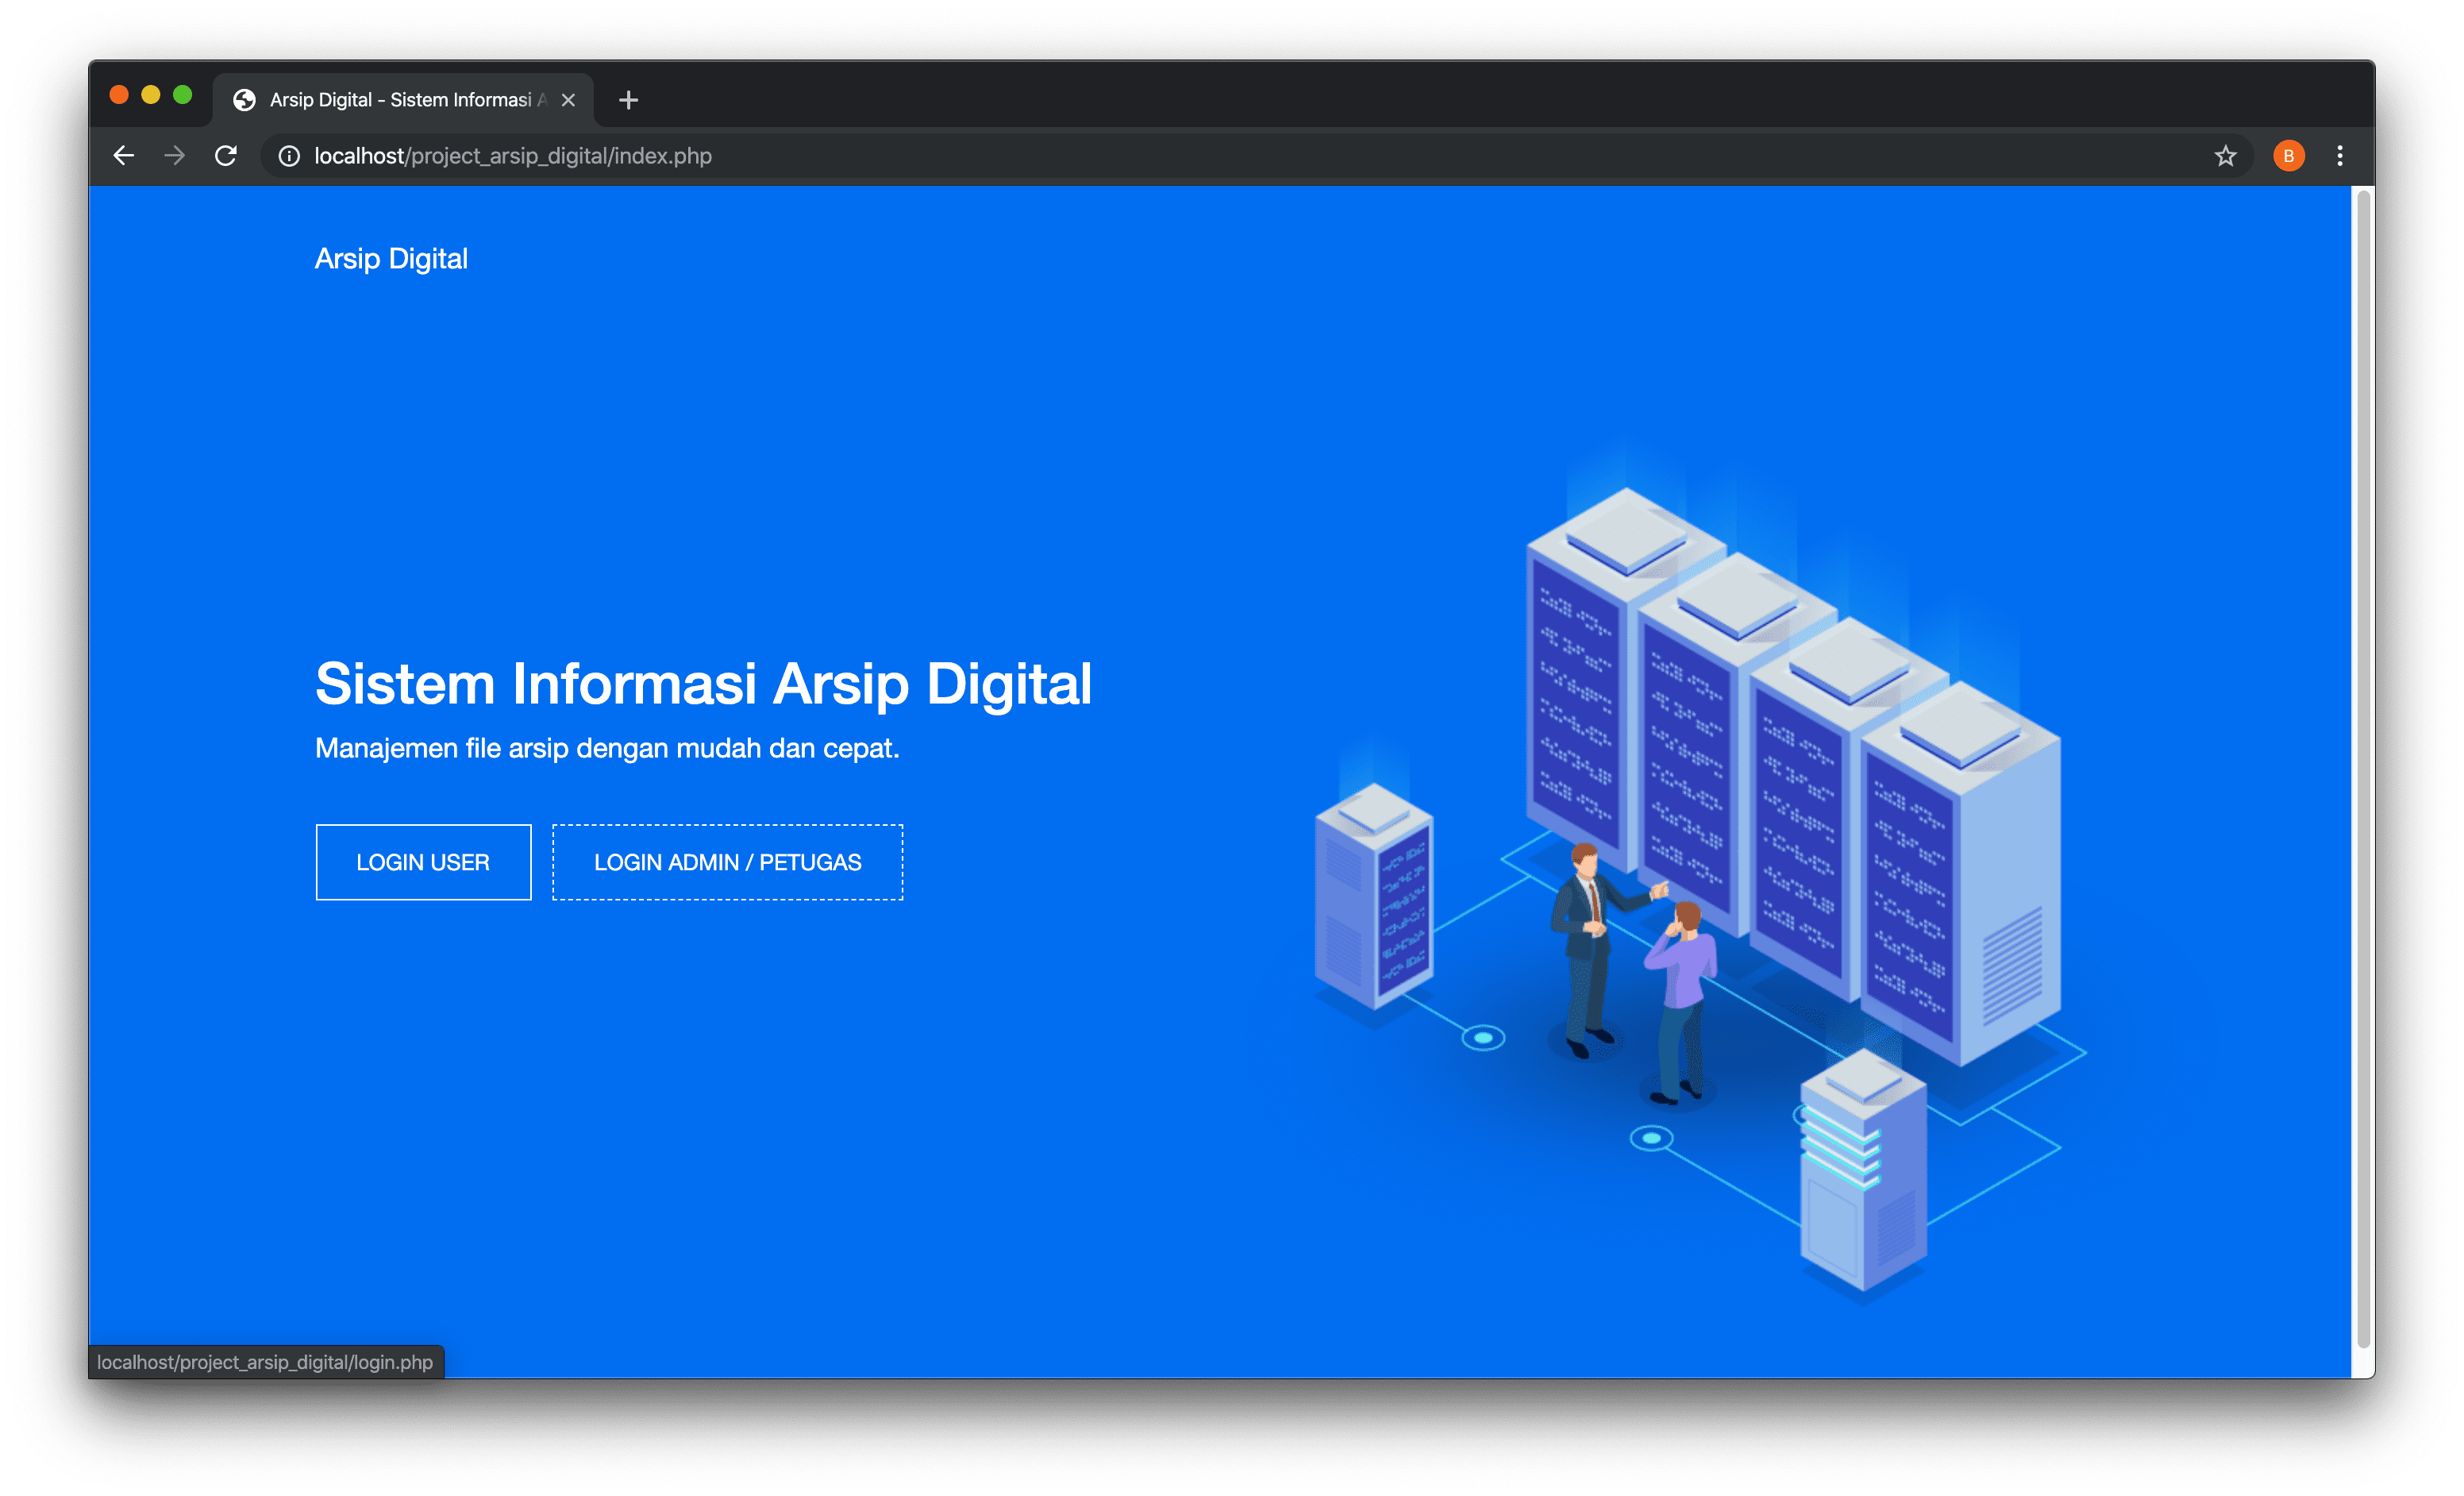 Arsip Digital - Sistem Informasi A
localhost/project_arsip_digital/index.php
B
Arsip Digital
Sistem Informasi Arsip Digital
Manajemen file arsip dengan mudah dan cepat.
LOGIN USER
LOGIN ADMIN / PETUGAS
localhost/project_arsip_digital/login.php